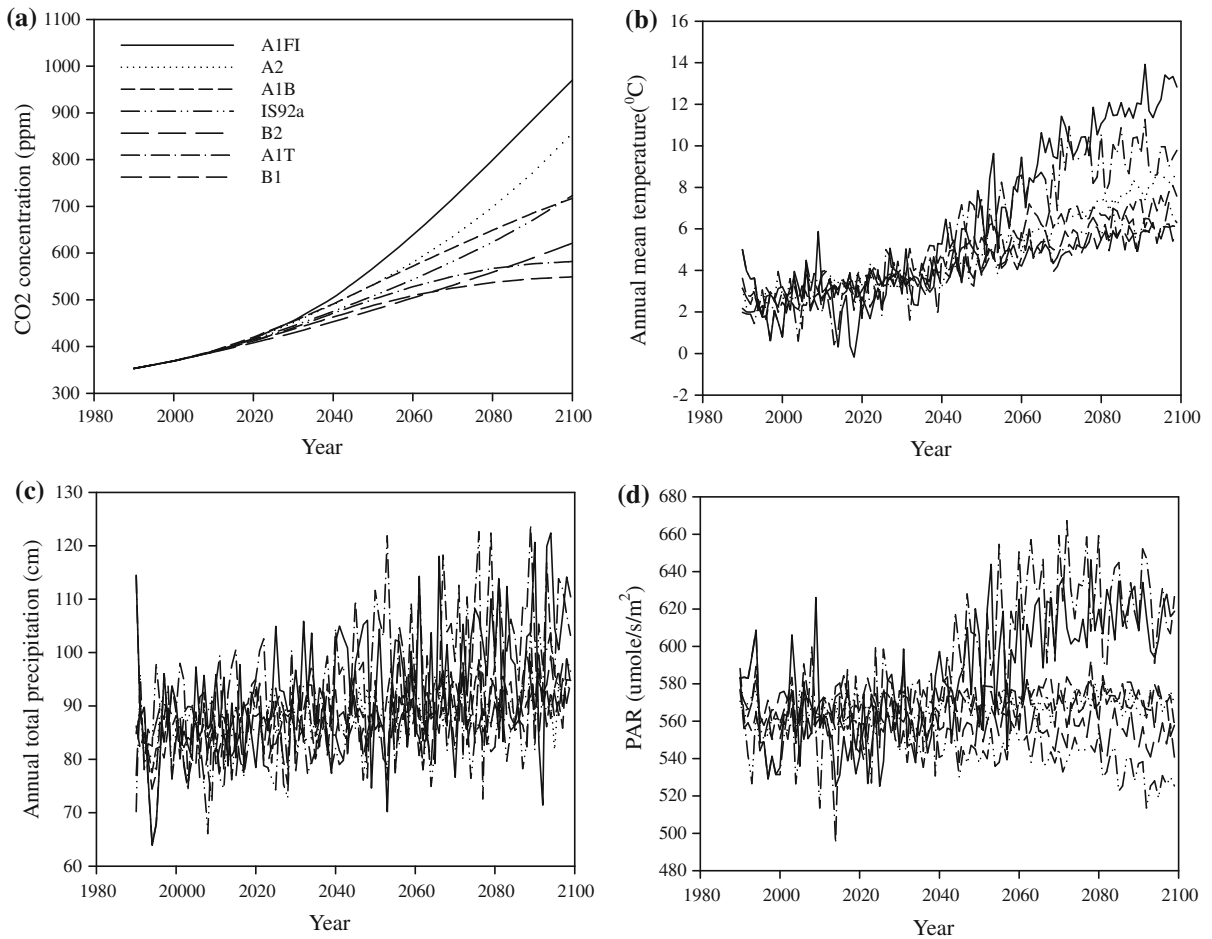 (a)
1100
1000
900
800
700
600
500
400
300
CO2 concentration (ppm)
A1FI
A2
A1B
IS92a
B2
A1T
B1
1980 2000 2020 2040 2060 2080 2100
Year
(b)
16
14
12
10
8
6
4
2
0
-2
Annual mean temperature(⁰C)
1980 2000 2020 2040 2060 2080 2100
Year
(c)
130
120
110
100
90
80
70
60
Annual total precipitation (cm)
1980 20000 2020 2040 2060 2080 2100
Year
(d)
680
660
640
620
600
580
560
540
520
500
480
PAR (umole/s/m²)
1980 2000 2020 2040 2060 2080 2100
Year